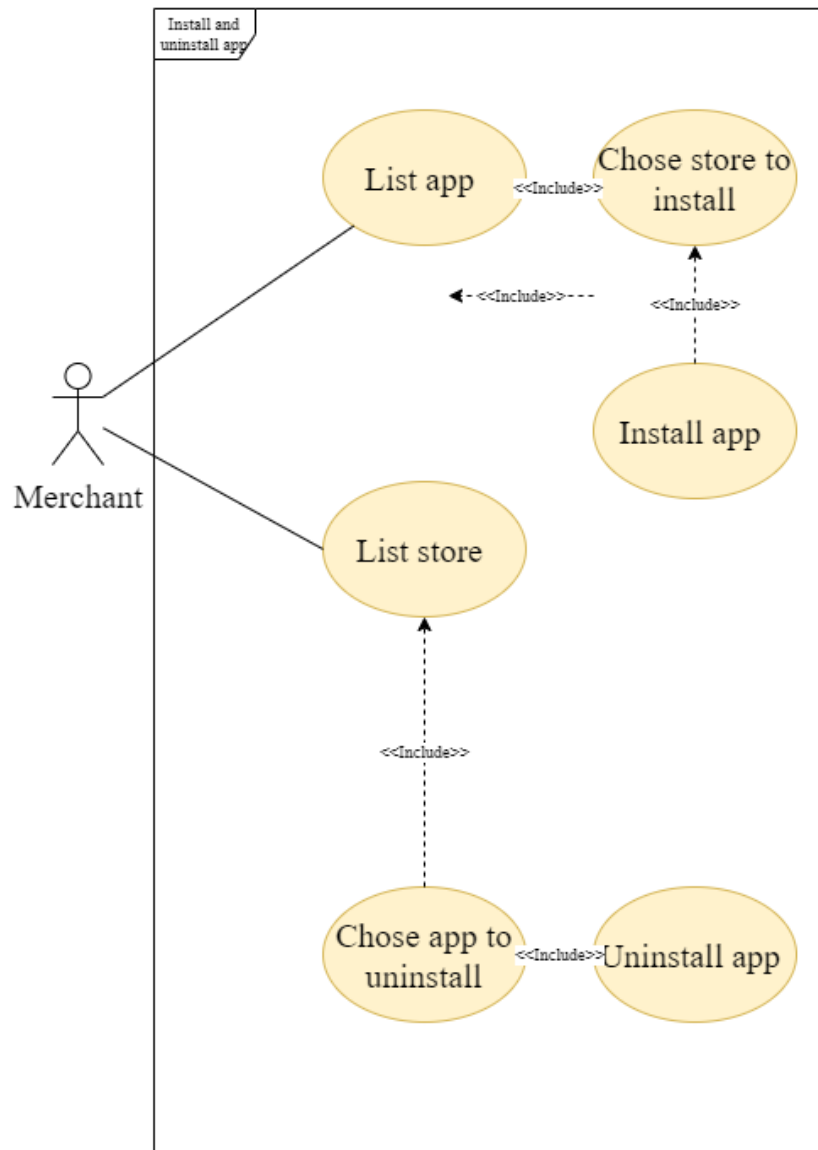 Install and
uninstall app
List app
<<Include>>
Chose store to
install
<<Include>>
<<Include>>
Install app
Merchant
List store
<<Include>>
Chose app to
uninstall
<<Include>>
Uninstall app